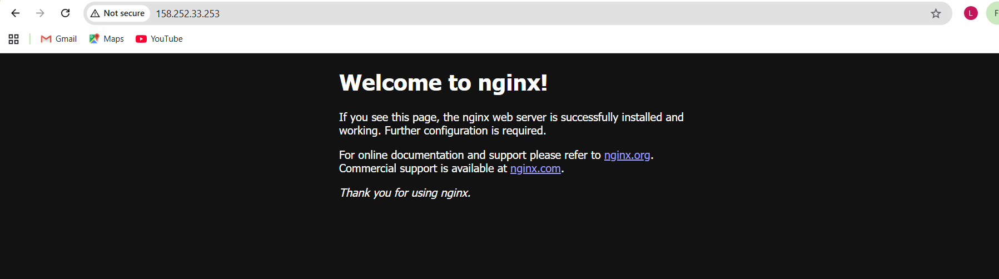 Not secure 158.252.33.253
L
F
Gmail Maps YouTube
Welcome to nginx!
If you see this page, the nginx web server is successfully installed and
working. Further configuration is required.
For online documentation and support please refer to nginx.org.
Commercial support is available at nginx.com.
Thank you for using nginx.